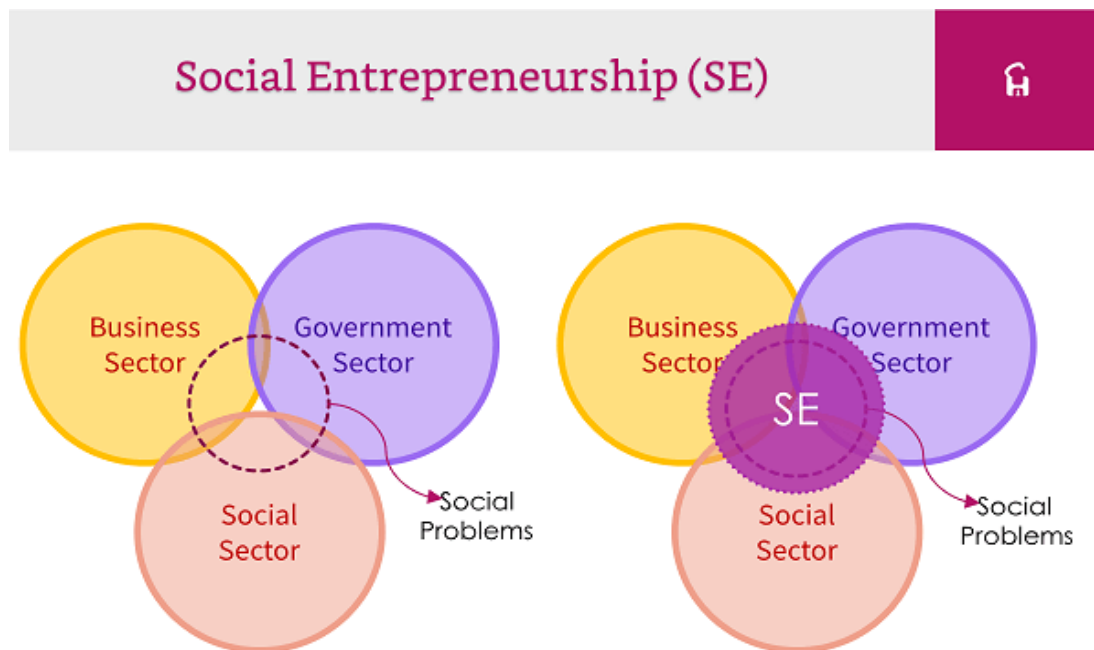 Social Entrepreneurship (SE)
Business
Sector
Government
Sector
Social
Sector
Social
Problems
Business
Sector
Government
Sector
SE
Social
Sector
Social
Problems